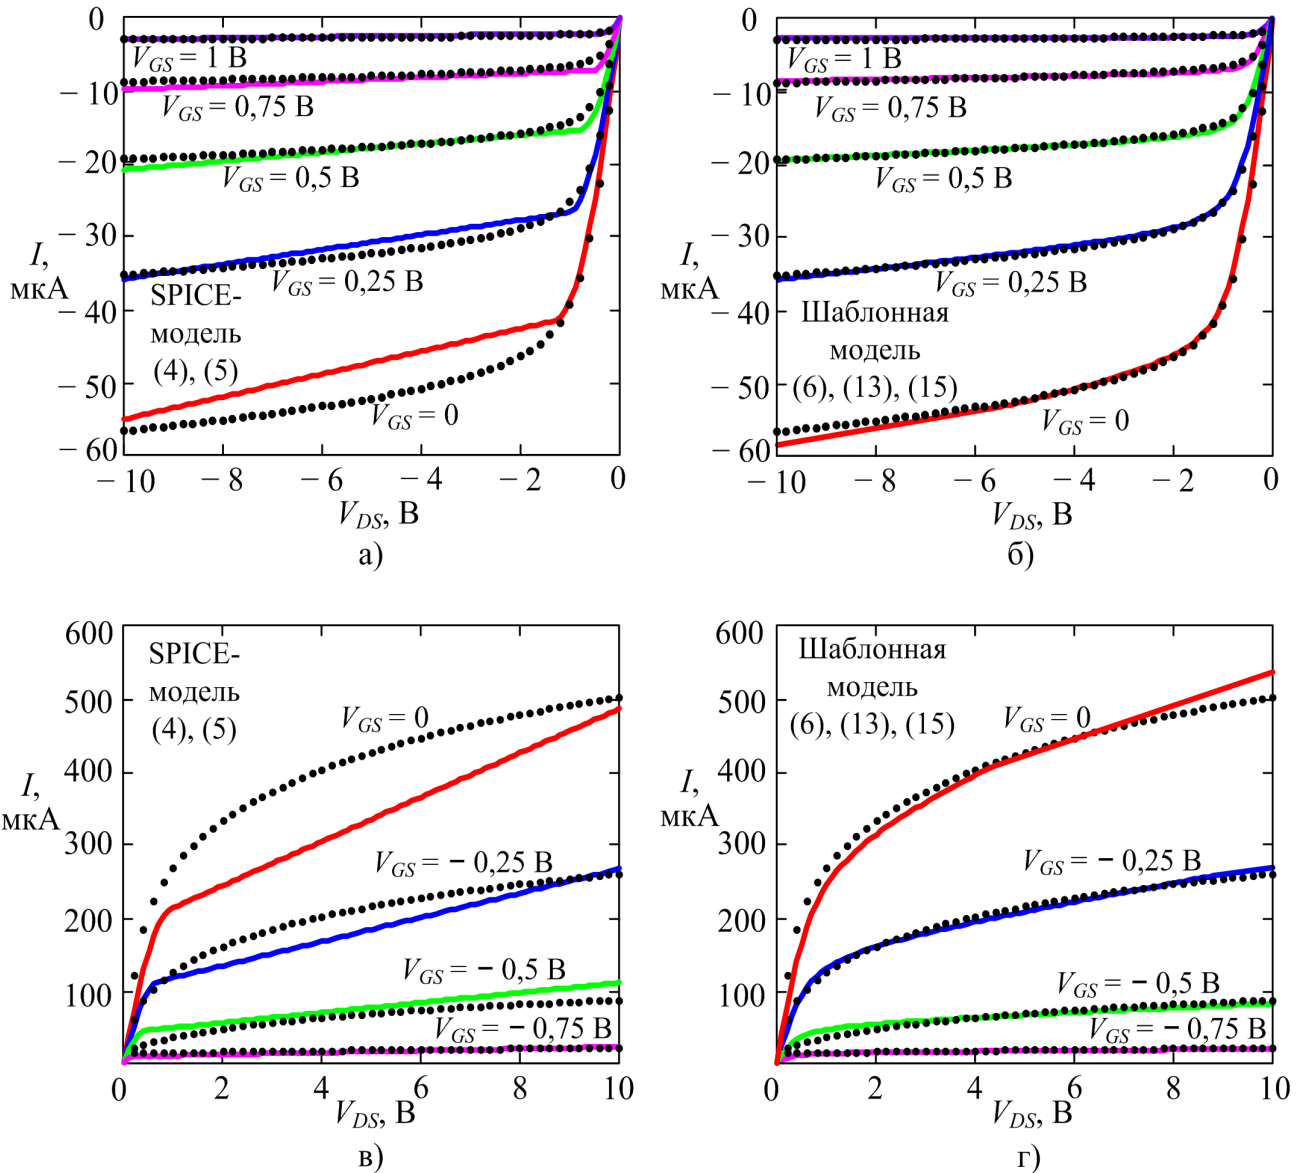 0
− 10
− 20
− 30
− 40
− 50
− 60
I,
мкА
V_GS = 1 В
V_GS = 0,75 В
V_GS = 0,5 В
V_GS = 0,25 В
SPICE-
модель
(4), (5)
V_GS = 0
− 10
− 8
− 6
− 4
− 2
0
V_DS, В
а)
0
− 10
− 20
− 30
− 40
− 50
− 60
I,
мкА
V_GS = 1 В
V_GS = 0,75 В
V_GS = 0,5 В
V_GS = 0,25 В
Шаблонная
модель
(6), (13), (15)
V_GS = 0
− 10
− 8
− 6
− 4
− 2
0
V_DS, В
б)
600
500
400
300
200
100
I,
мкА
SPICE-
модель
(4), (5)
V_GS = 0
V_GS = − 0,25 В
V_GS = − 0,5 В
V_GS = − 0,75 В
0
2
4
6
8
10
V_DS, В
в)
600
500
400
300
200
100
I,
мкА
Шаблонная
модель
(6), (13), (15)
V_GS = 0
V_GS = − 0,25 В
V_GS = − 0,5 В
V_GS = − 0,75 В
0
2
4
6
8
10
V_DS, В
г)